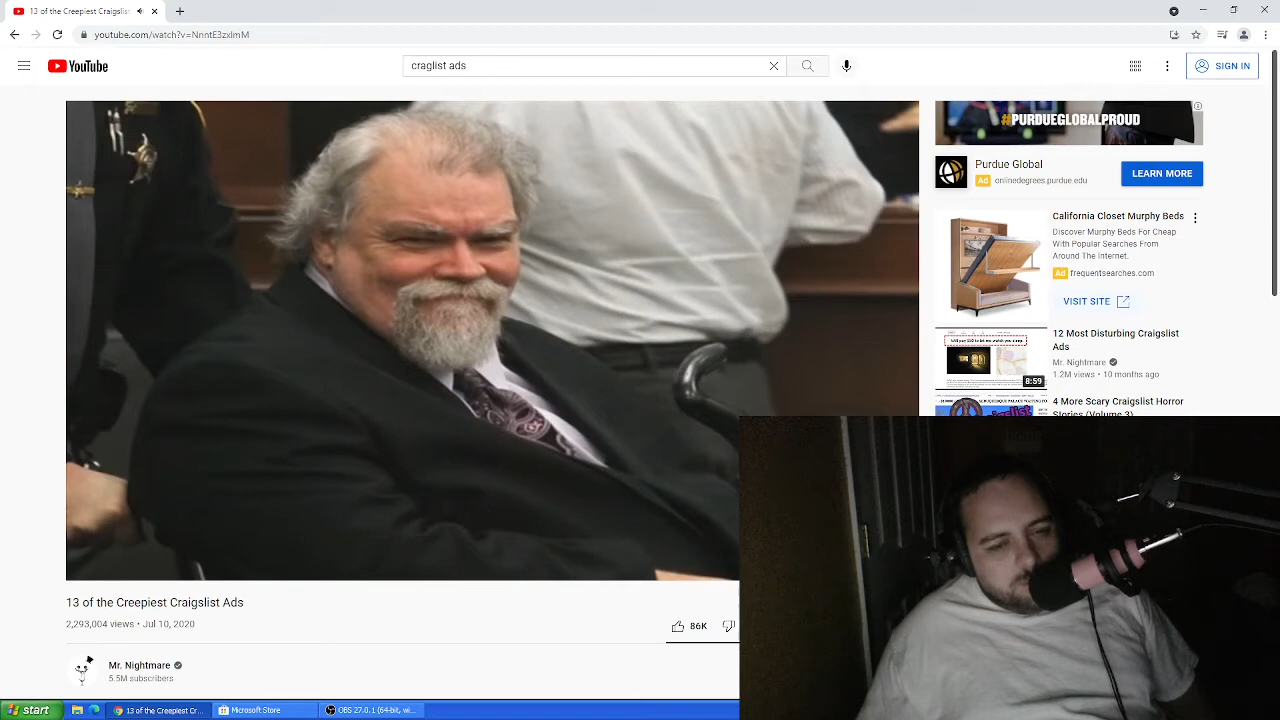 13 of the Creepiest Craigslis
youtube.com/watch?v=NnntE3zxImM
YouTube
craglist ads
SIGN IN
#PURDUEGLOBALPROUD
Purdue Global
Ad onlinedegrees.purdue.edu
LEARN MORE
California Closet Murphy Beds
Discover Murphy Beds For Cheap
With Popular Searches From
Around The Internet.
Ad frequentsearches.com
VISIT SITE
12 Most Disturbing Craigslist
Ads
Mr. Nightmare
1.2M views • 10 months ago
8:59
4 More Scary Craigslist Horror
Stories (Volume 3)
13 of the Creepiest Craigslist Ads
2,293,004 views • Jul 10, 2020
86K
Mr. Nightmare
5.5M subscribers
start
13 of the Creepiest Cr...
Microsoft Store
OBS 27.0.1 (64-bit, wi...